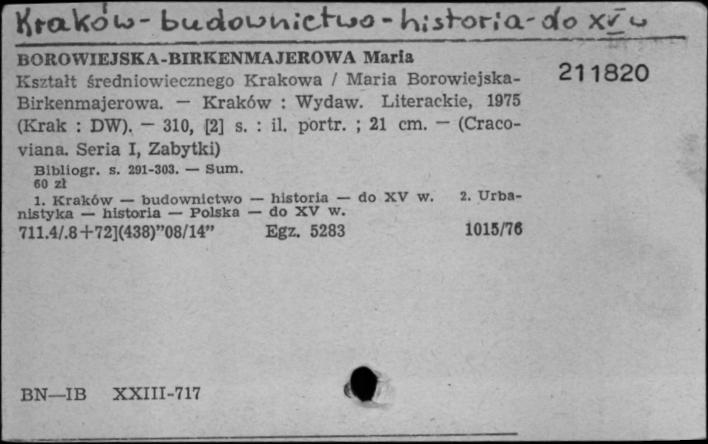 Kraków - budownictwo - historia - do XV w
BOROWIEJSKA-BIRKENMAJEROWA Maria
211820
Kształt średniowiecznego Krakowa / Maria Borowiejska-
Birkenmajerowa. — Kraków : Wydaw. Literackie, 1975
(Krak : DW). — 310, [2] s. : il. portr. ; 21 cm. — (Craco-
viana. Seria I, Zabytki)
Bibliogr. s. 291-303. — Sum.
60 zł
1. Kraków — budownictwo — historia — do XV w. 2. Urba-
nistyka — historia — Polska — do XV w.
711.4/.8+72](438)"08/14" Egz. 5283 1015/76
BN—IB XXIII-717